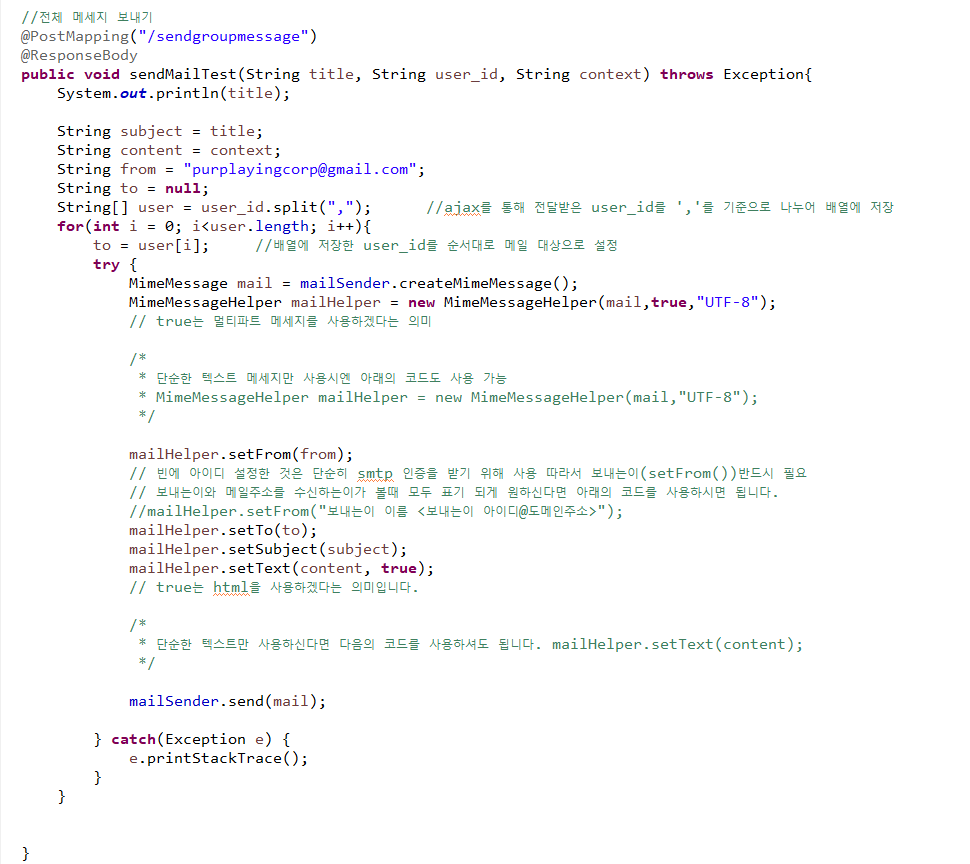 //전체 메세지 보내기
@PostMapping("/sendgroupmessage")
@ResponseBody
public void sendMailTest(String title, String user_id, String context) throws Exception{
    System.out.println(title);

    String subject = title;
    String content = context;
    String from = "purplayingcorp@gmail.com";
    String to = null;
    String[] user = user_id.split(",");      //ajax를 통해 전달받은 user_id를 ','를 기준으로 나누어 배열에 저장
    for(int i = 0; i<user.length; i++){
        to = user[i];     //배열에 저장한 user_id를 순서대로 메일 대상으로 설정
        try {
            MimeMessage mail = mailSender.createMimeMessage();
            MimeMessageHelper mailHelper = new MimeMessageHelper(mail,true,"UTF-8");
            // true는 멀티파트 메세지를 사용하겠다는 의미

            /*
             * 단순한 텍스트 메세지만 사용시엔 아래의 코드도 사용 가능
             * MimeMessageHelper mailHelper = new MimeMessageHelper(mail,"UTF-8");
             */

            mailHelper.setFrom(from);
            // 빈에 아이디 설정한 것은 단순히 smtp 인증을 받기 위해 사용 따라서 보내는이(setFrom())반드시 필요
            // 보내는이와 메일주소를 수신하는이가 볼때 모두 표기 되게 원하신다면 아래의 코드를 사용하시면 됩니다.
            //mailHelper.setFrom("보내는이 이름 <보내는이 아이디@도메인주소>");
            mailHelper.setTo(to);
            mailHelper.setSubject(subject);
            mailHelper.setText(content, true);
            // true는 html을 사용하겠다는 의미입니다.

            /*
             * 단순한 텍스트만 사용하신다면 다음의 코드를 사용하셔도 됩니다. mailHelper.setText(content);
             */

            mailSender.send(mail);

        } catch(Exception e) {
            e.printStackTrace();
        }
    }


}